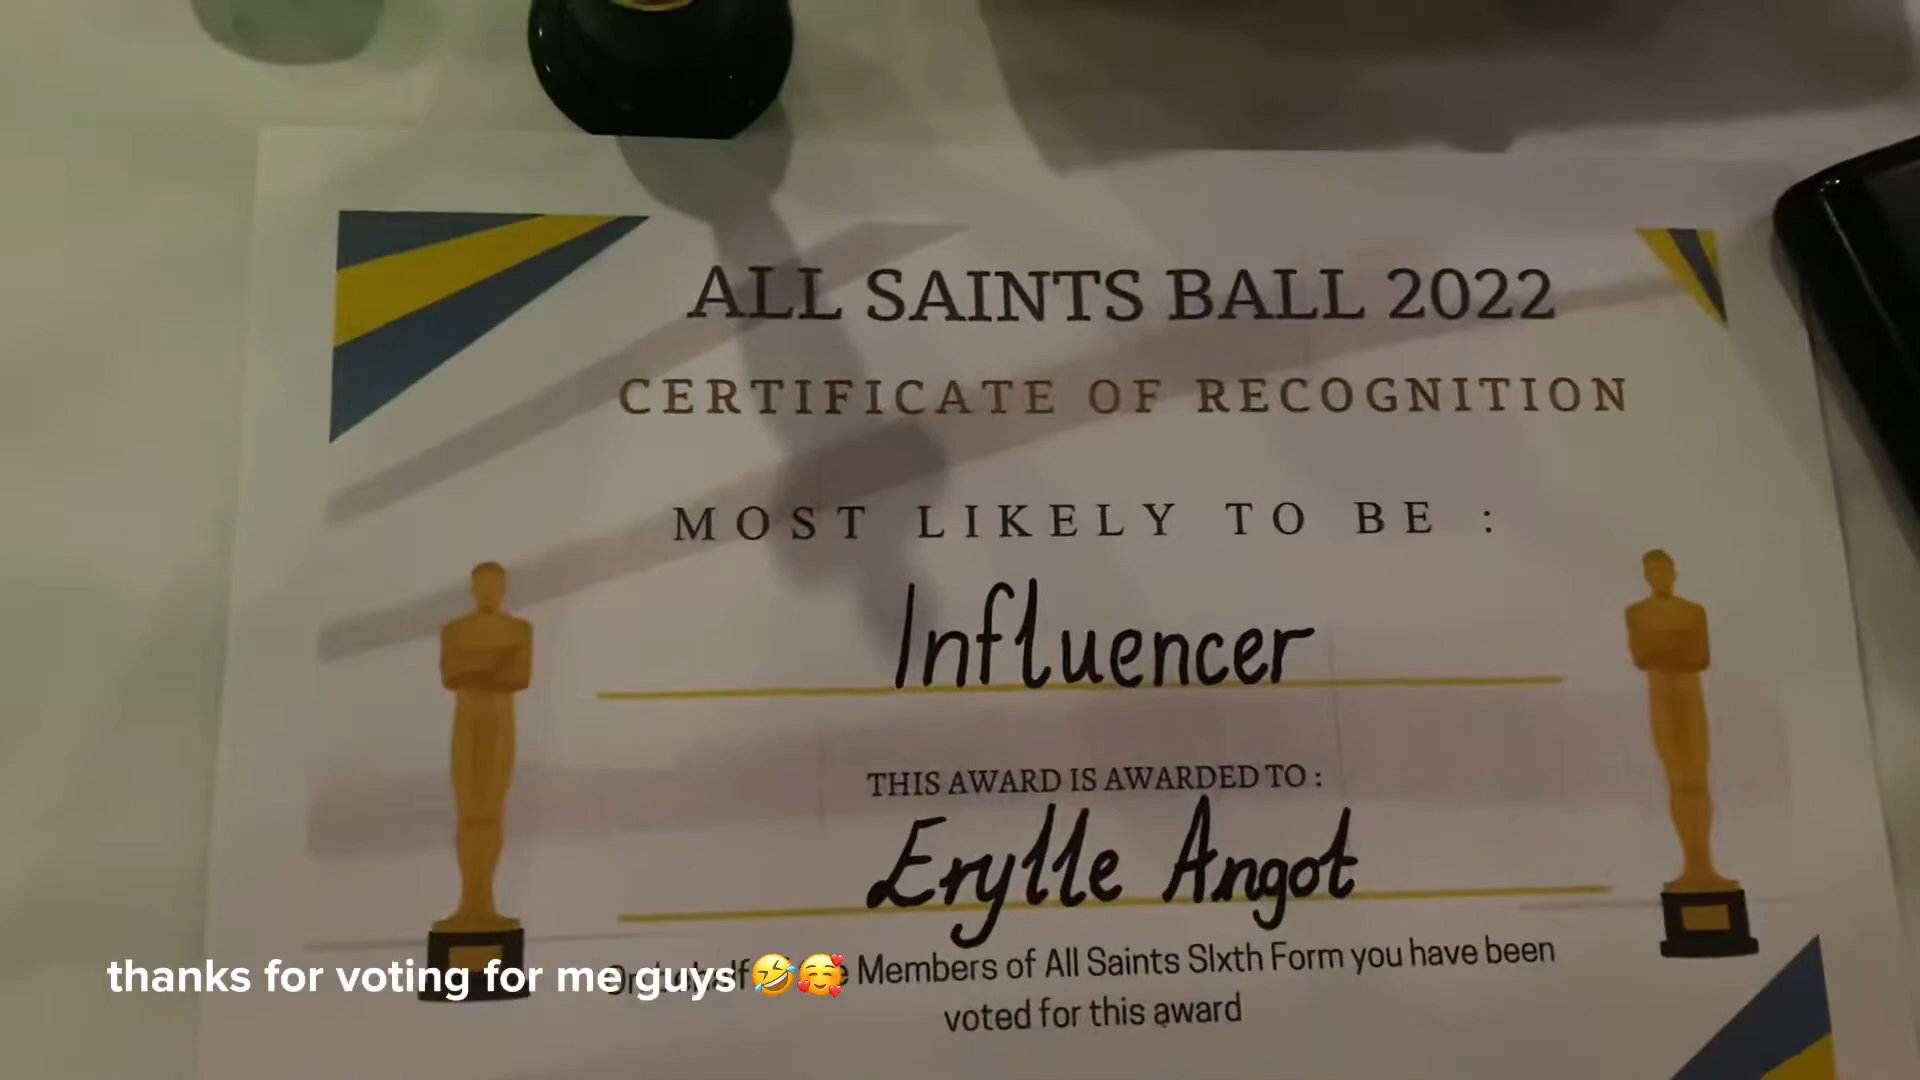 ALL SAINTS BALL 2022
CERTIFICATE OF RECOGNITION
MOST LIKELY TO BE :
Influencer
THIS AWARD IS AWARDED TO :
Erylle Angot
Members of All Saints SIxth Form you have been
voted for this award
thanks for voting for me guys 🤣🥰